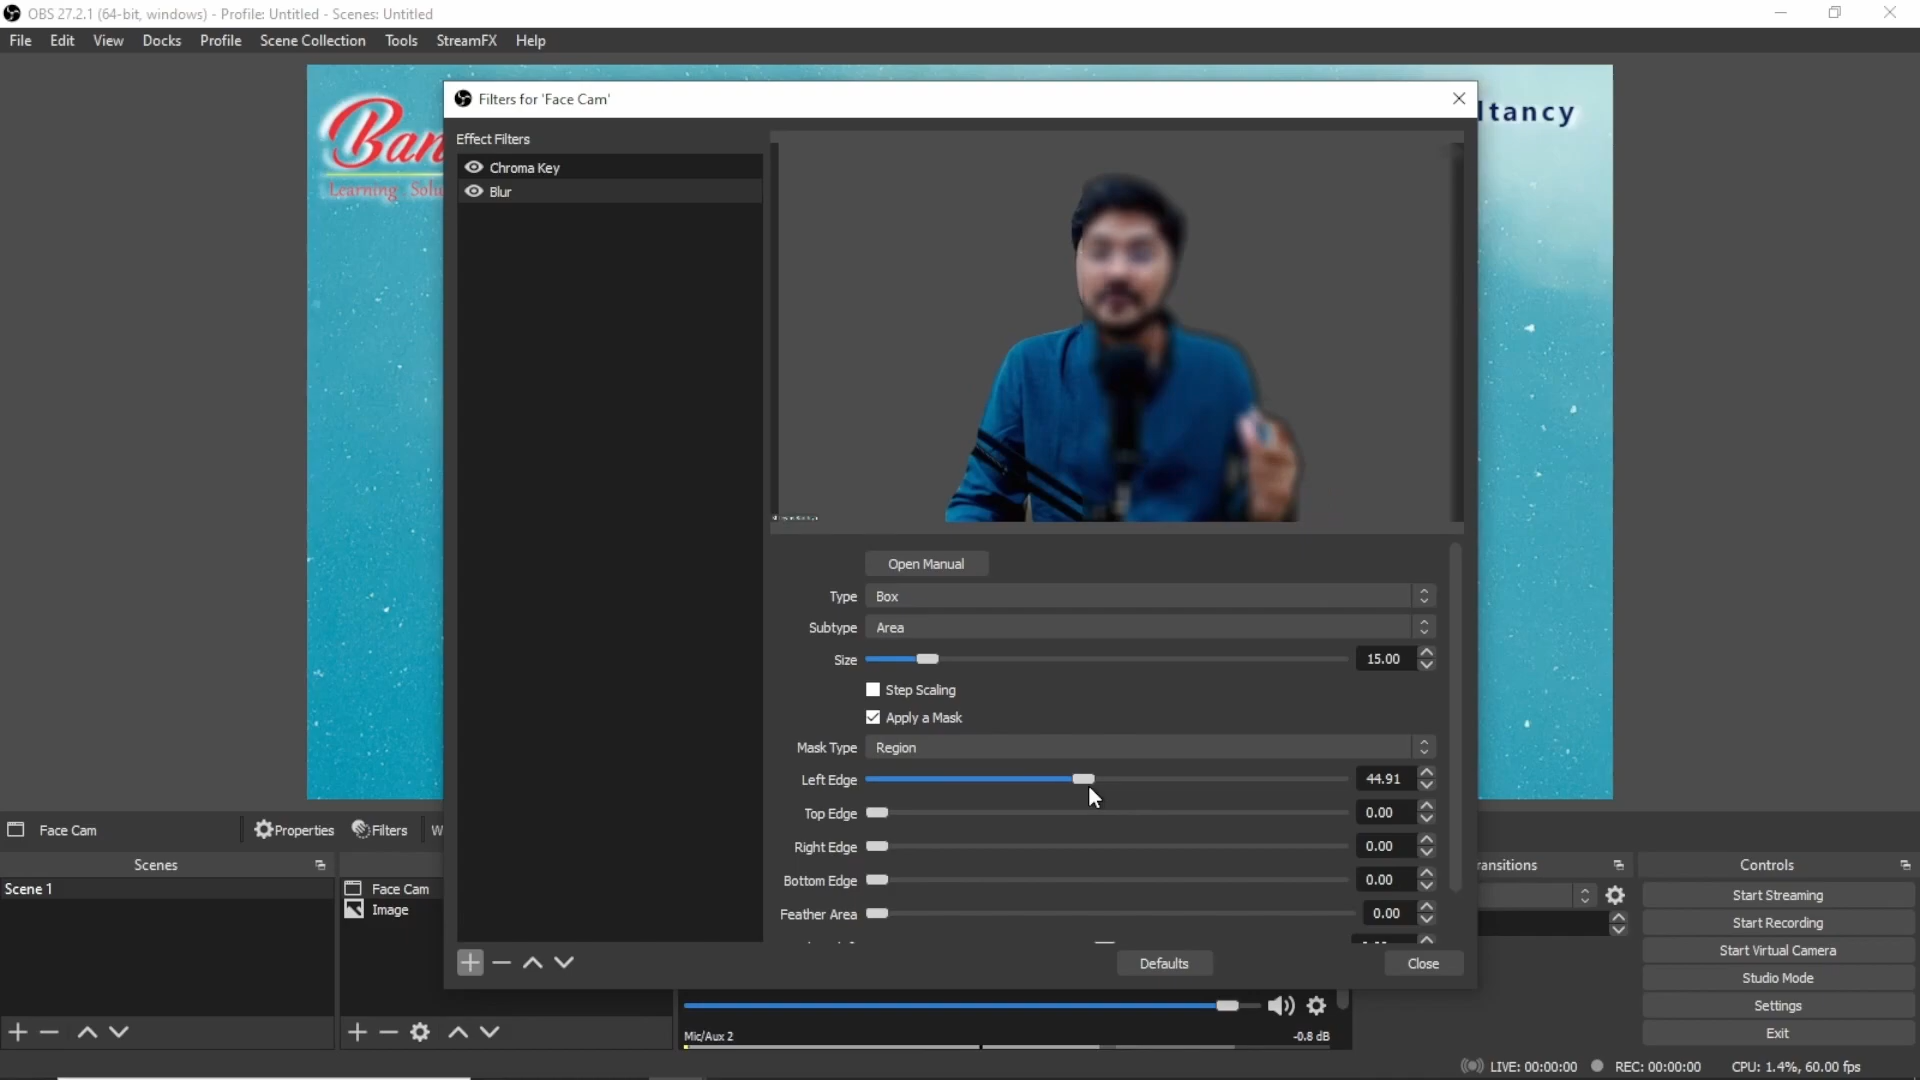 OBS 27.2.1 (64-bit, windows) - Profile: Untitled - Scenes: Untitled
File Edit View Docks Profile Scene Collection Tools StreamFX Help
Ban
Learning Solu
ltancy
Filters for 'Face Cam'
Effect Filters
Chroma Key
Blur
Open Manual
Type Box
Subtype Area
Size 15.00
Step Scaling
Apply a Mask
Mask Type Region
Left Edge 44.91
Top Edge 0.00
Right Edge 0.00
Bottom Edge 0.00
Feather Area 0.00
Defaults Close
Face Cam Properties Filters W
Scenes
Scene 1
Face Cam
Image
Mic/Aux 2 -0.8 dB
ransitions
Controls
Start Streaming
Start Recording
Start Virtual Camera
Studio Mode
Settings
Exit
LIVE: 00:00:00 REC: 00:00:00 CPU: 1.4%, 60.00 fps